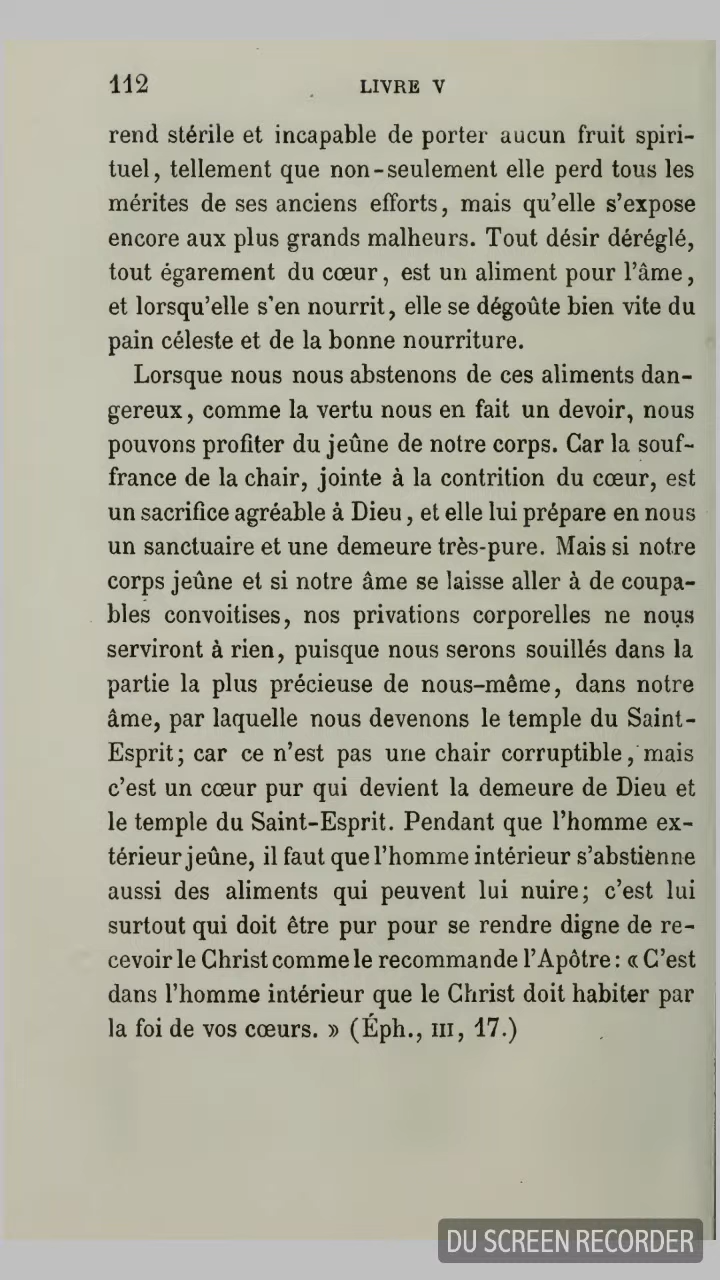 112 LIVRE V
rend stérile et incapable de porter aucun fruit spiri-
tuel, tellement que non-seulement elle perd tous les
mérites de ses anciens efforts, mais qu'elle s'expose
encore aux plus grands malheurs. Tout désir déréglé,
tout égarement du cœur, est un aliment pour l'âme,
et lorsqu'elle s'en nourrit, elle se dégoûte bien vite du
pain céleste et de la bonne nourriture.
Lorsque nous nous abstenons de ces aliments dan-
gereux, comme la vertu nous en fait un devoir, nous
pouvons profiter du jeûne de notre corps. Car la souf-
france de la chair, jointe à la contrition du cœur, est
un sacrifice agréable à Dieu, et elle lui prépare en nous
un sanctuaire et une demeure très-pure. Mais si notre
corps jeûne et si notre âme se laisse aller à de coupa-
bles convoitises, nos privations corporelles ne nous
serviront à rien, puisque nous serons souillés dans la
partie la plus précieuse de nous-même, dans notre
âme, par laquelle nous devenons le temple du Saint-
Esprit; car ce n'est pas une chair corruptible, mais
c'est un cœur pur qui devient la demeure de Dieu et
le temple du Saint-Esprit. Pendant que l'homme ex-
térieur jeûne, il faut que l'homme intérieur s'abstienne
aussi des aliments qui peuvent lui nuire; c'est lui
surtout qui doit être pur pour se rendre digne de re-
cevoir le Christ comme le recommande l'Apôtre: « C'est
dans l'homme intérieur que le Christ doit habiter par
la foi de vos cœurs. » (Éph., III, 17.)
DU SCREEN RECORDER